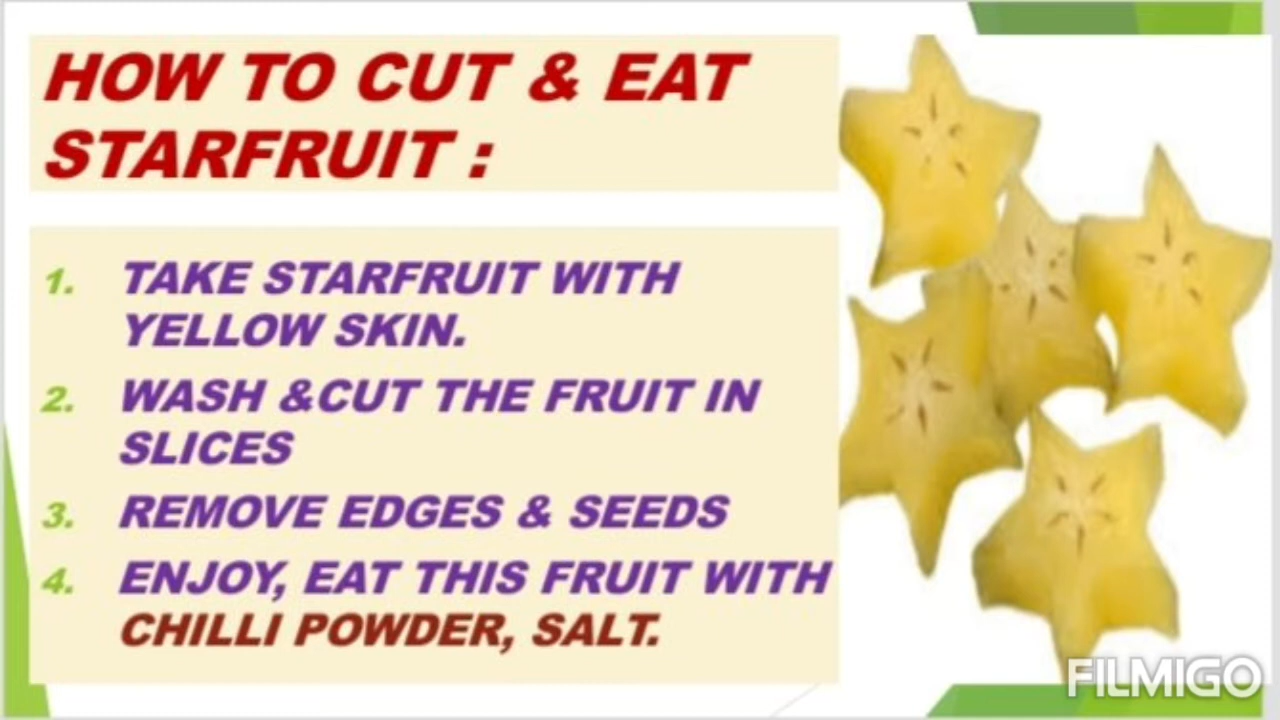 HOW TO CUT & EAT
STARFRUIT :
1. TAKE STARFRUIT WITH
YELLOW SKIN.
2. WASH &CUT THE FRUIT IN
SLICES
3. REMOVE EDGES & SEEDS
4. ENJOY, EAT THIS FRUIT WITH
CHILLI POWDER, SALT.
FILMIGO